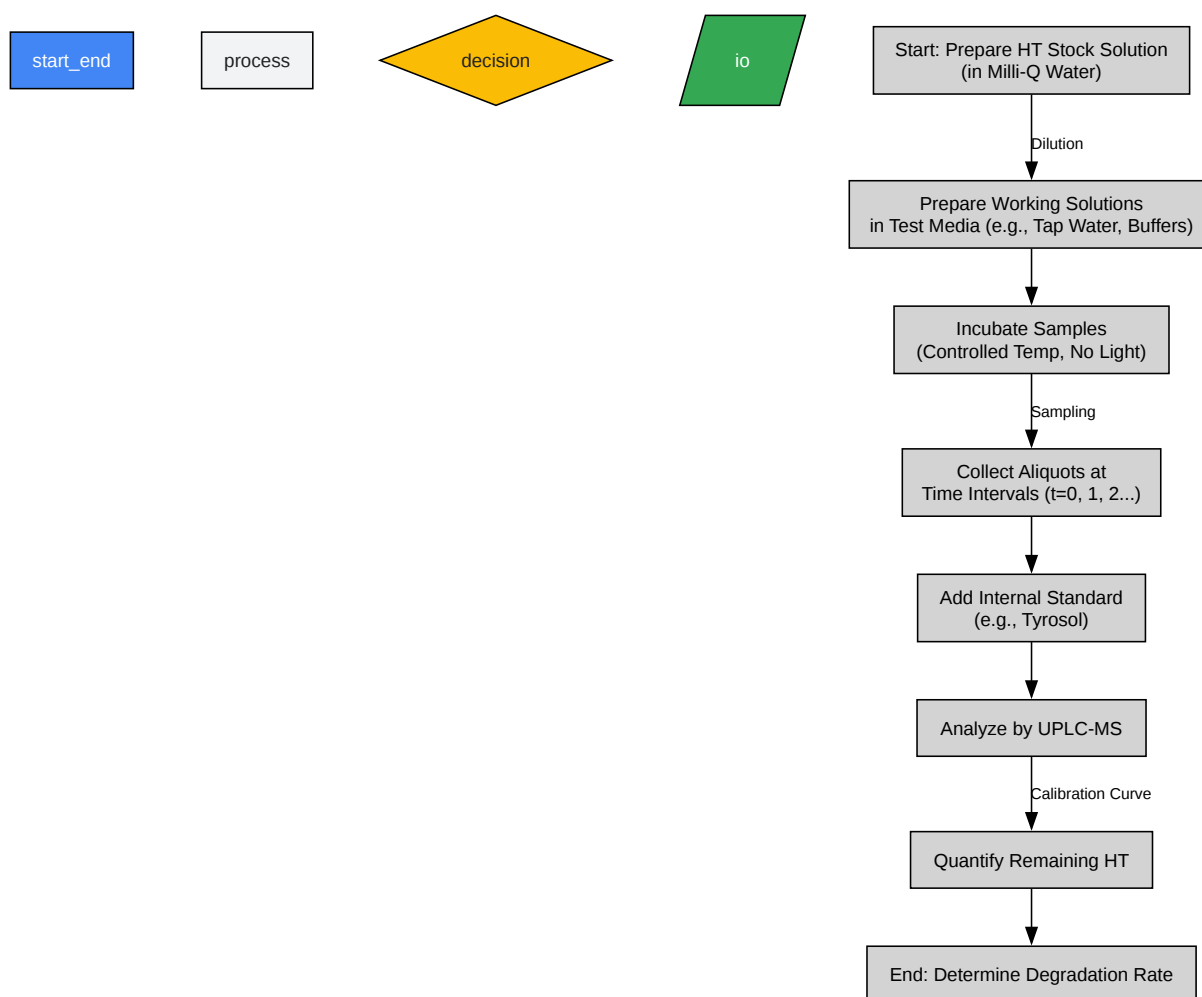 start_end
process
decision
io
Start: Prepare HT Stock Solution
(in Milli-Q Water)
Dilution
Prepare Working Solutions
in Test Media (e.g., Tap Water, Buffers)
Incubate Samples
(Controlled Temp, No Light)
Sampling
Collect Aliquots at
Time Intervals (t=0, 1, 2...)
Add Internal Standard
(e.g., Tyrosol)
Analyze by UPLC-MS
Calibration Curve
Quantify Remaining HT
End: Determine Degradation Rate